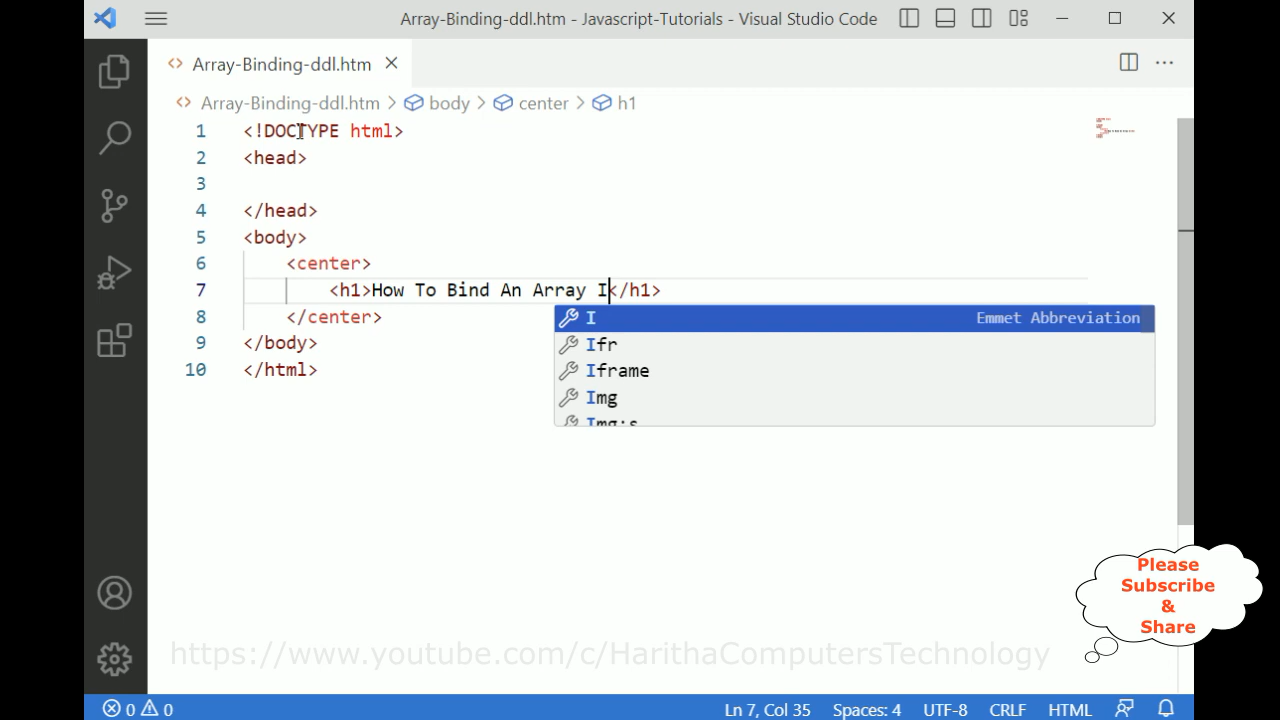 Array-Binding-ddl.htm - Javascript-Tutorials - Visual Studio Code
Array-Binding-ddl.htm
Array-Binding-ddl.htm > body > center > h1
1 <!DOCTYPE html>
2 <head>
3
4 </head>
5 <body>
6 <center>
7 <h1>How To Bind An Array I</h1>
8 </center>
9 </body>
10 </html>
I Emmet Abbreviation
Ifr
Iframe
Img
Img:s
Please
Subscribe
&
Share
https://www.youtube.com/c/HarithaComputersTechnology
0 0 Ln 7, Col 35 Spaces: 4 UTF-8 CRLF HTML